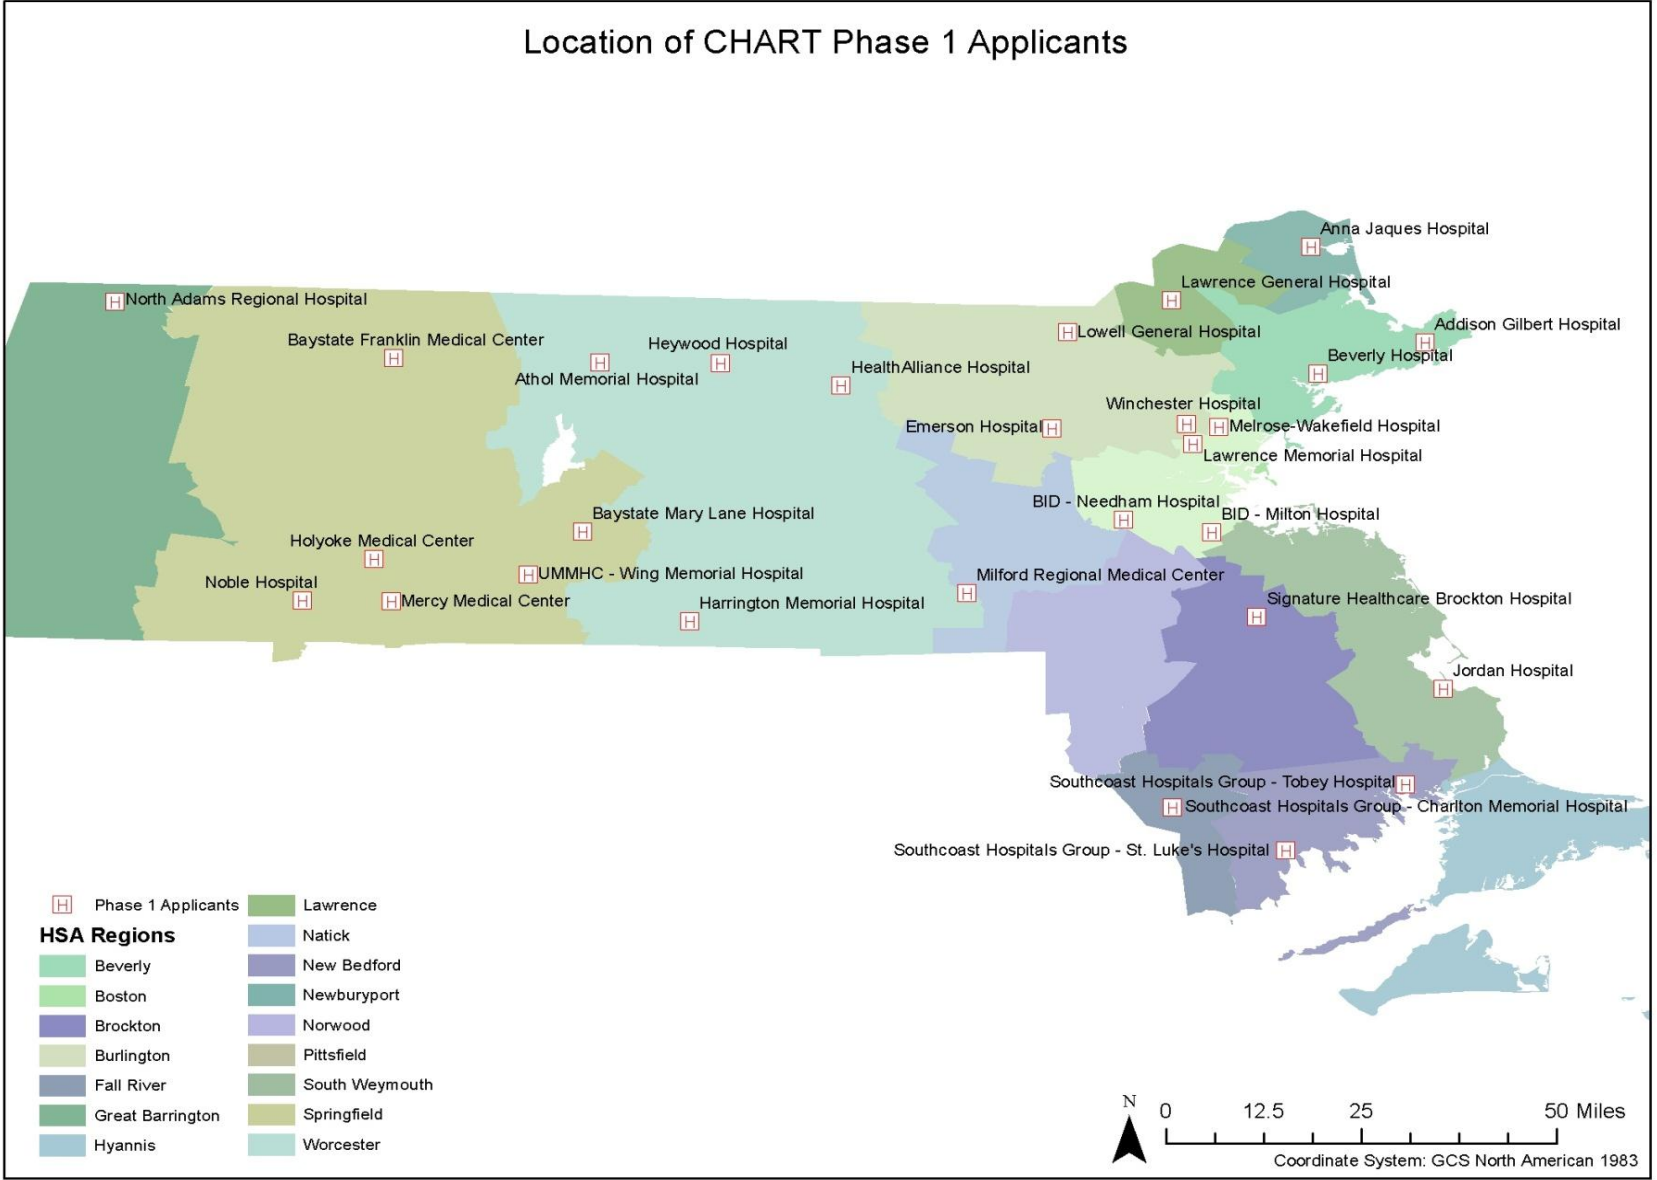 Location of CHART Phase 1 Applicants
Anna Jaques Hospital
Lawrence General Hospital
North Adams Regional Hospital
Addison Gilbert Hospital
Lowell General Hospital
Baystate Franklin Medical Center
Heywood Hospital
Beverly Hospital
HealthAlliance Hospital
Athol Memorial Hospital
Winchester Hospital
Emerson Hospital
Melrose-Wakefield Hospital
Lawrence Memorial Hospital
BID - Needham Hospital
Baystate Mary Lane Hospital
BID - Milton Hospital
Holyoke Medical Center
UMMHC - Wing Memorial Hospital
Milford Regional Medical Center
Noble Hospital
Mercy Medical Center
Harrington Memorial Hospital
Signature Healthcare Brockton Hospital
Jordan Hospital
Southcoast Hospitals Group - Tobey Hospital
Southcoast Hospitals Group - Charlton Memorial Hospital
Southcoast Hospitals Group - St. Luke's Hospital
H Phase 1 Applicants
HSA Regions
Beverly
Boston
Brockton
Burlington
Fall River
Great Barrington
Hyannis
Lawrence
Natick
New Bedford
Newburyport
Norwood
Pittsfield
South Weymouth
Springfield
Worcester
N
0 12.5 25 50 Miles
Coordinate System: GCS North American 1983